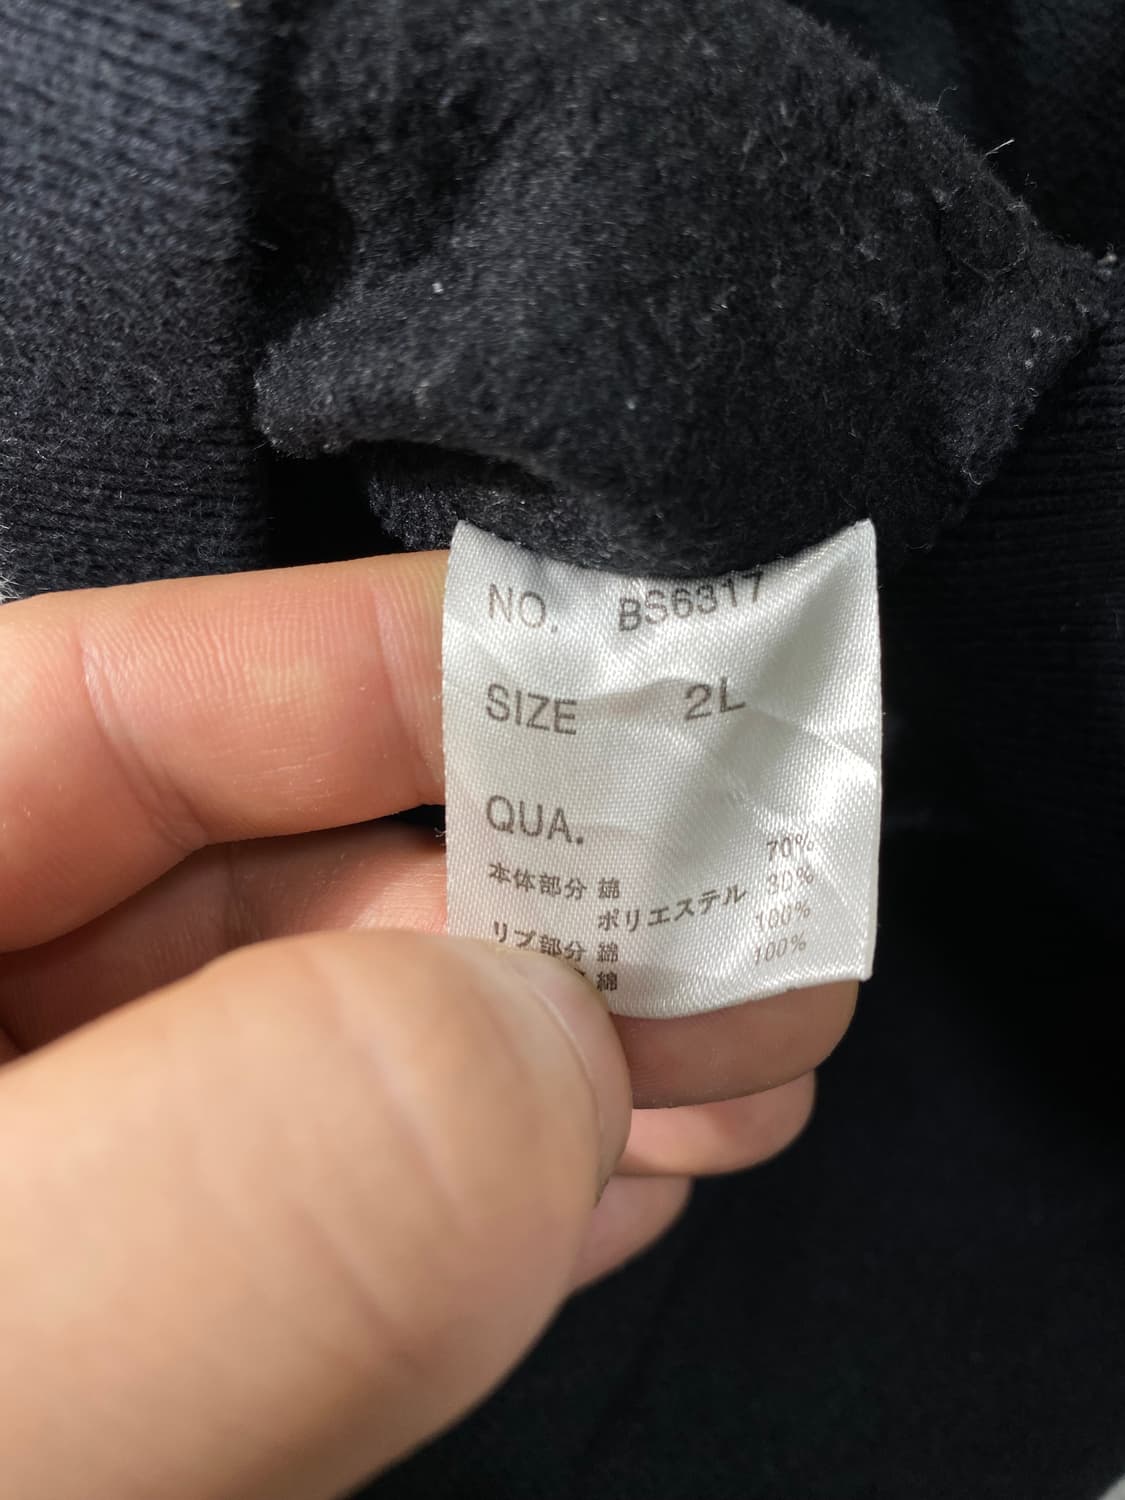 NO. BS6317
SIZE 2L
QUA.
本体部分 綿 70%
ポリエステル 30%
リブ部分 綿 100%
綿 100%